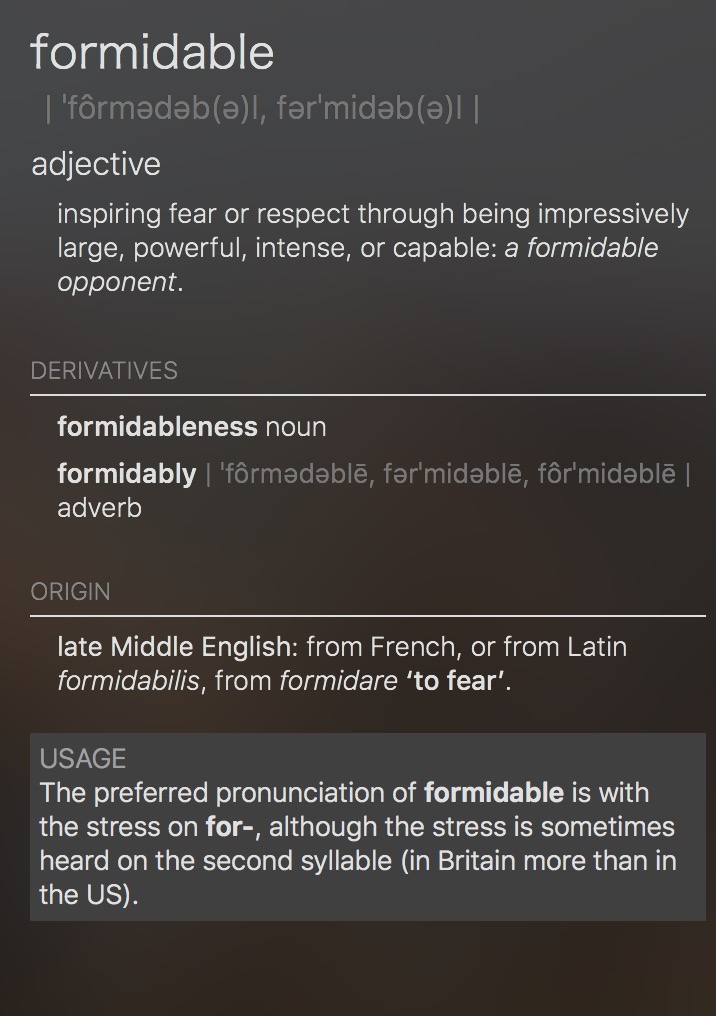 formidable
| ˈfôrmədəb(ə)l, fərˈmidəb(ə)l |
adjective
inspiring fear or respect through being impressively
large, powerful, intense, or capable: a formidable
opponent.
DERIVATIVES
formidableness noun
formidably | ˈfôrmədəblē, fərˈmidəblē, fôrˈmidəblē |
adverb
ORIGIN
late Middle English: from French, or from Latin
formidabilis, from formidare ‘to fear’.
USAGE
The preferred pronunciation of formidable is with
the stress on for-, although the stress is sometimes
heard on the second syllable (in Britain more than in
the US).